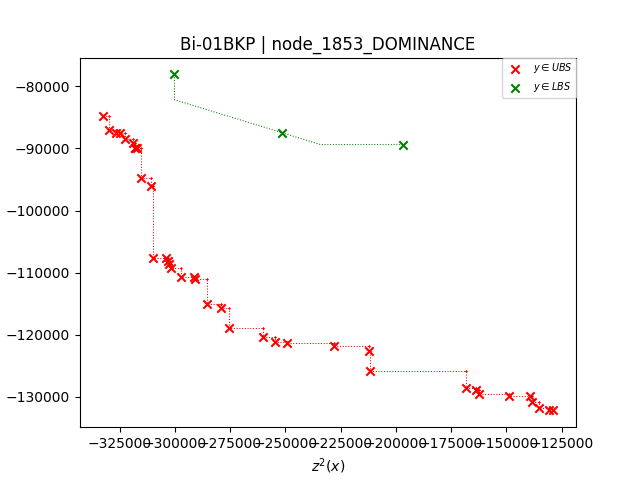 Bi-01BKP | node_1853_DOMINANCE
y ∈ UBS
y ∈ LBS
−80000
−90000
−100000
−110000
−120000
−130000
−325000 −300000 −275000 −250000 −225000 −200000 −175000 −150000 −125000
z²(x)